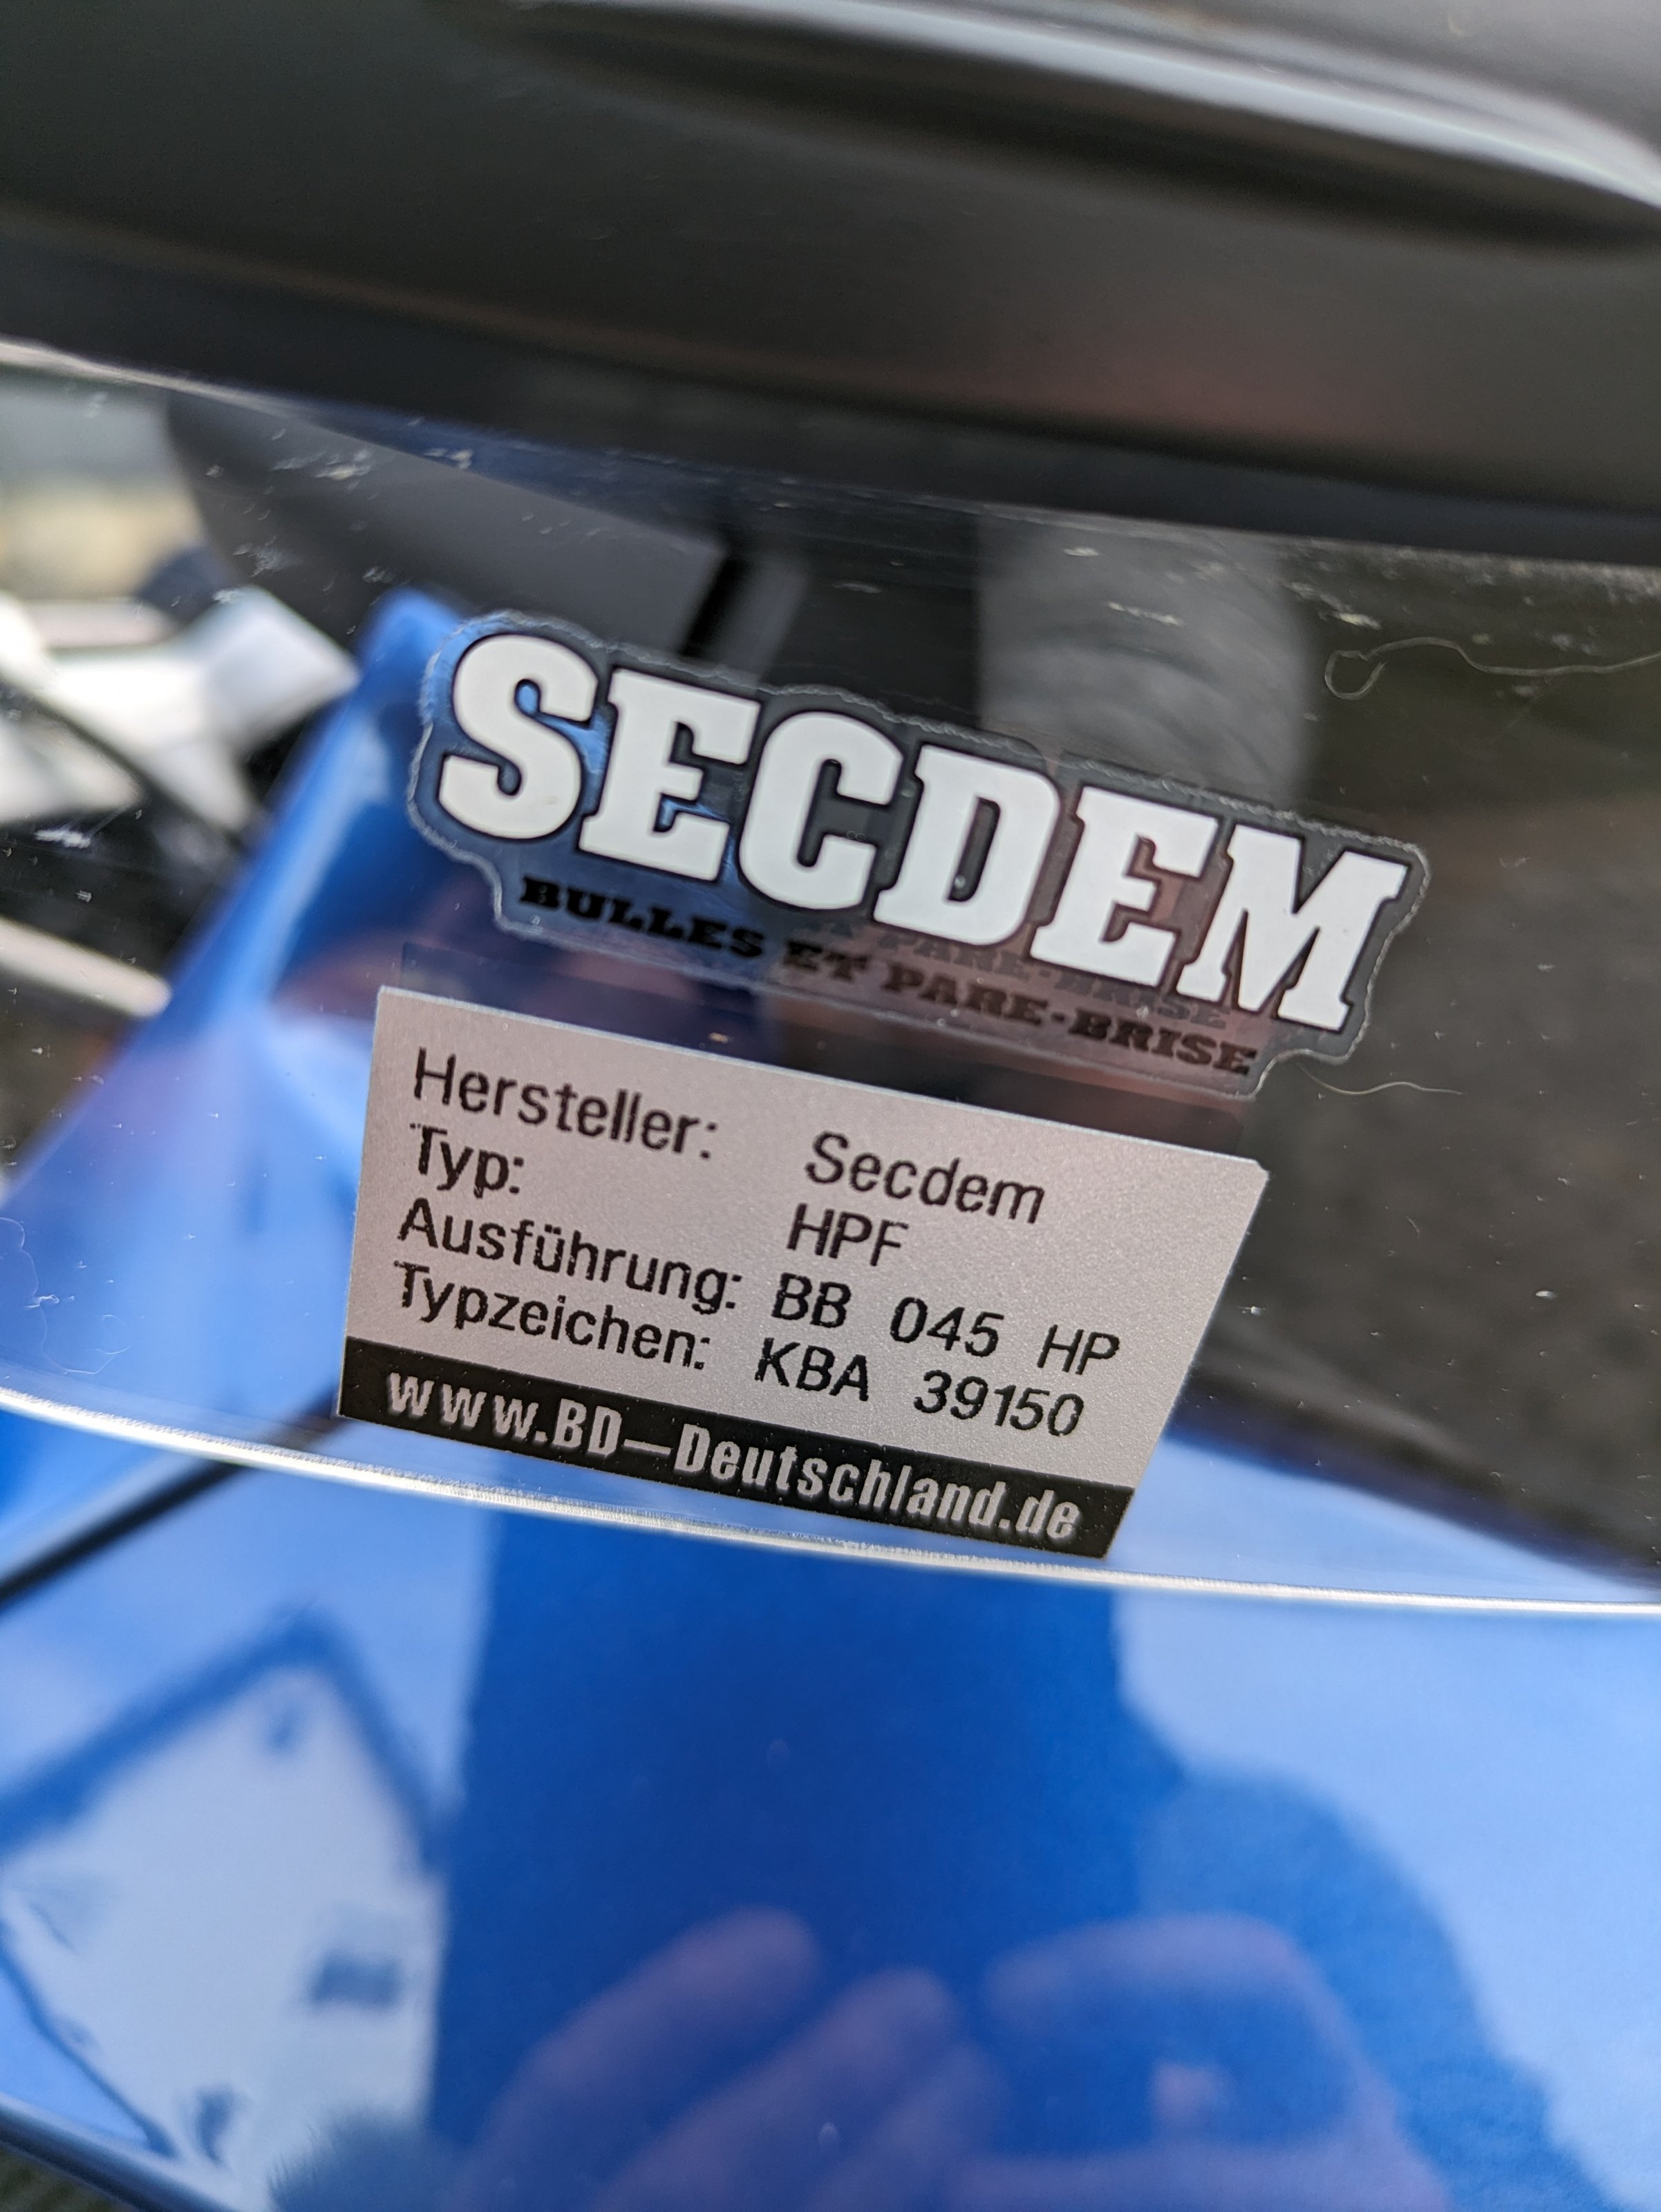 SECDEM
BULLES ET PARE-BRISE
Hersteller: Secdem
Typ: HPF
Ausführung: BB 045 HP
Typzeichen: KBA 39150
www.BD-Deutschland.de